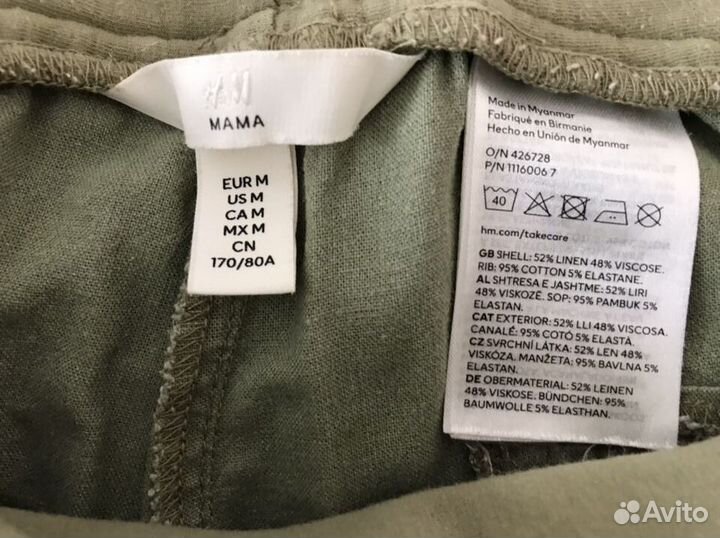 H&M
MAMA
EUR M
US M
CA M
MX M
CN
170/80A
Made in Myanmar
Fabriqué en Birmanie
Hecho en Unión De Myanmar
O/N 426728
P/N 1116006 7
40
hm.com/takecare
GB SHELL: 52% LINEN 48% VISCOSE.
RIB: 95% COTTON 5% ELASTANE.
AL SHTRESA E JASHTME: 52% LIRI
48% VISKOZË. SOP: 95% PAMBUK 5%
ELASTAN.
CAT EXTERIOR: 52% LLI 48% VISCOSA.
CANALÉ: 95% COTÓ 5% ELASTÀ.
CZ SVRCHNÍ LÁTKA: 52% LEN 48%
VISKÓZA. MANŽETA: 95% BAVLNA 5%
ELASTAN.
DE OBERMATERIAL: 52% LEINEN
48% VISKOSE. BÜNDCHEN: 95%
BAUMWOLLE 5% ELASTHAN.
Avito